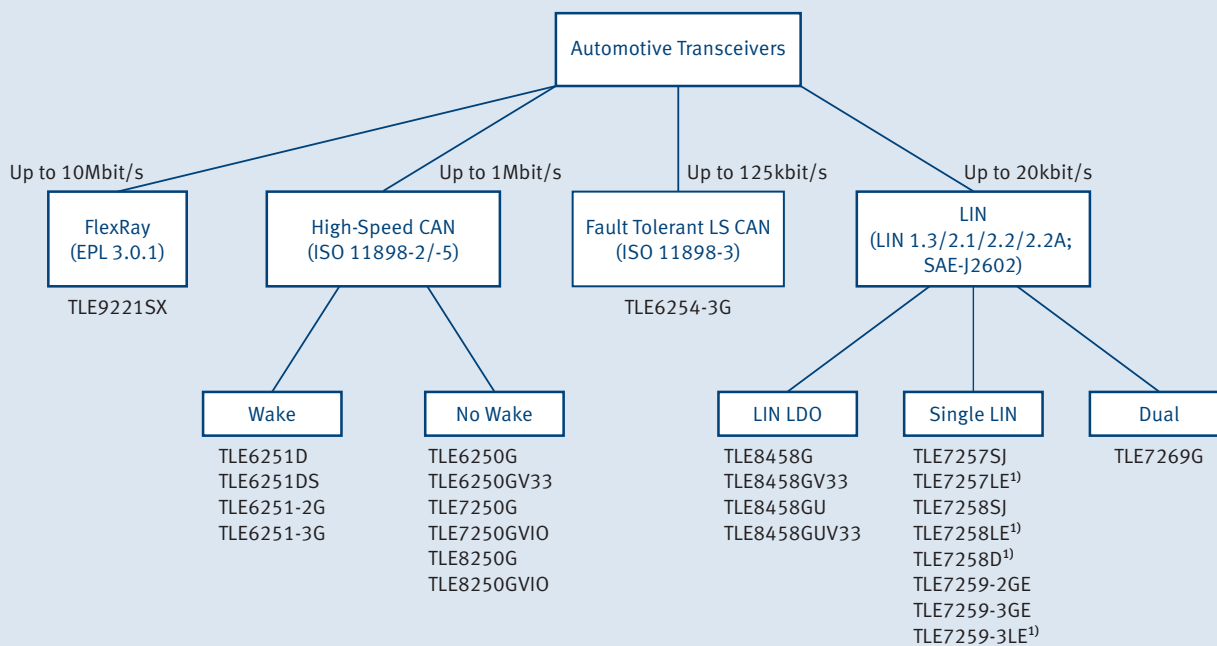 Automotive Transceivers
Up to 10Mbit/s
Up to 1Mbit/s
Up to 125kbit/s
Up to 20kbit/s
FlexRay
(EPL 3.0.1)
High-Speed CAN
(ISO 11898-2/-5)
Fault Tolerant LS CAN
(ISO 11898-3)
LIN
(LIN 1.3/2.1/2.2/2.2A;
SAE-J2602)
TLE9221SX
TLE6254-3G
Wake
No Wake
LIN LDO
Single LIN
Dual
TLE6251D
TLE6251DS
TLE6251-2G
TLE6251-3G
TLE6250G
TLE6250GV33
TLE7250G
TLE7250GVIO
TLE8250G
TLE8250GVIO
TLE8458G
TLE8458GV33
TLE8458GU
TLE8458GUV33
TLE7257SJ
TLE7257LE¹⁾
TLE7258SJ
TLE7258LE¹⁾
TLE7258D¹⁾
TLE7259-2GE
TLE7259-3GE
TLE7259-3LE¹⁾
TLE7269G